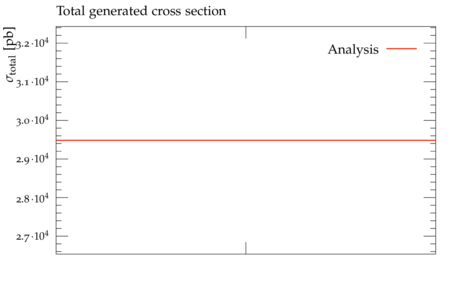 Total generated cross section
σtotal [pb]
3.2·10⁴
Analysis
3.1·10⁴
3.0·10⁴
2.9·10⁴
2.8·10⁴
2.7·10⁴